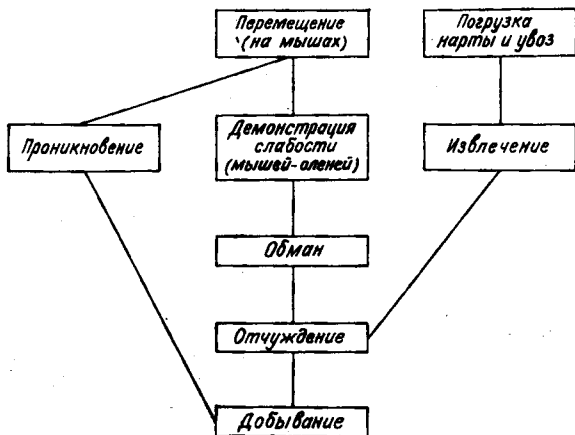 Перемещение
(на мышах)
Погрузка
нарты и увоз
Проникновение
Демонстрация
слабости
(мышей-оленей)
Извлечение
Обман
Отчуждение
Добывание